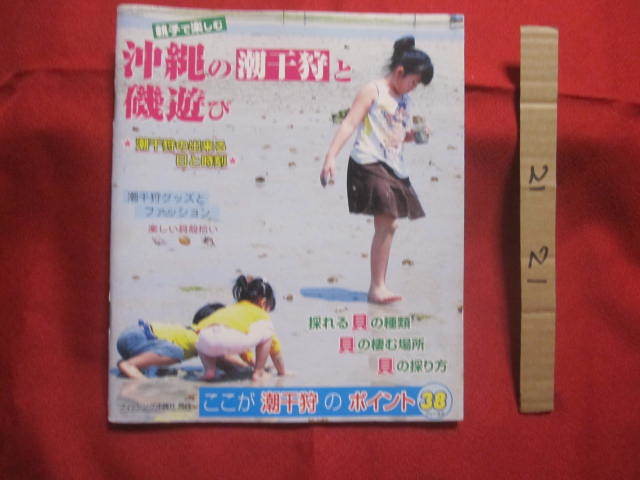 親子で楽しむ
沖縄の潮干狩と
磯遊び
★潮干狩の出来る
日と時刻★
潮干狩グッズと
ファッション
楽しい貝殻拾い
採れる貝の種類
貝の棲む場所
貝の採り方
ここが潮干狩のポイント38
21
21